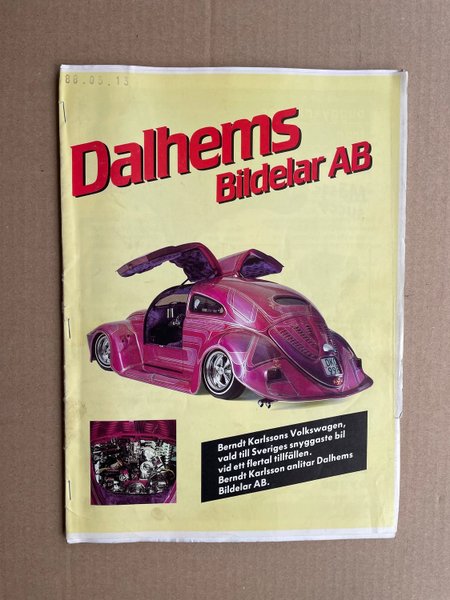 80.05.13
Dalhems
Bildelar AB
Berndt Karlssons Volkswagen,
vald till Sveriges snyggaste bil
vid ett flertal tillfällen.
Berndt Karlsson anlitar Dalhems
Bildelar AB.